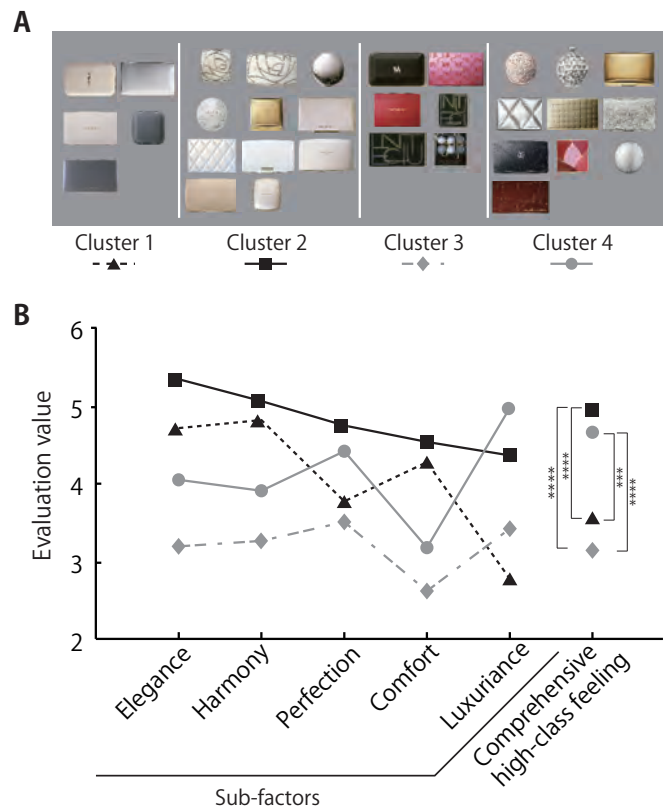 A
Cluster 1
Cluster 2
Cluster 3
Cluster 4
B
Evaluation value
6
5
4
3
2
Elegance
Harmony
Perfection
Comfort
Luxuriance
Comprehensive
high-class feeling
Sub-factors
****
****
***
****